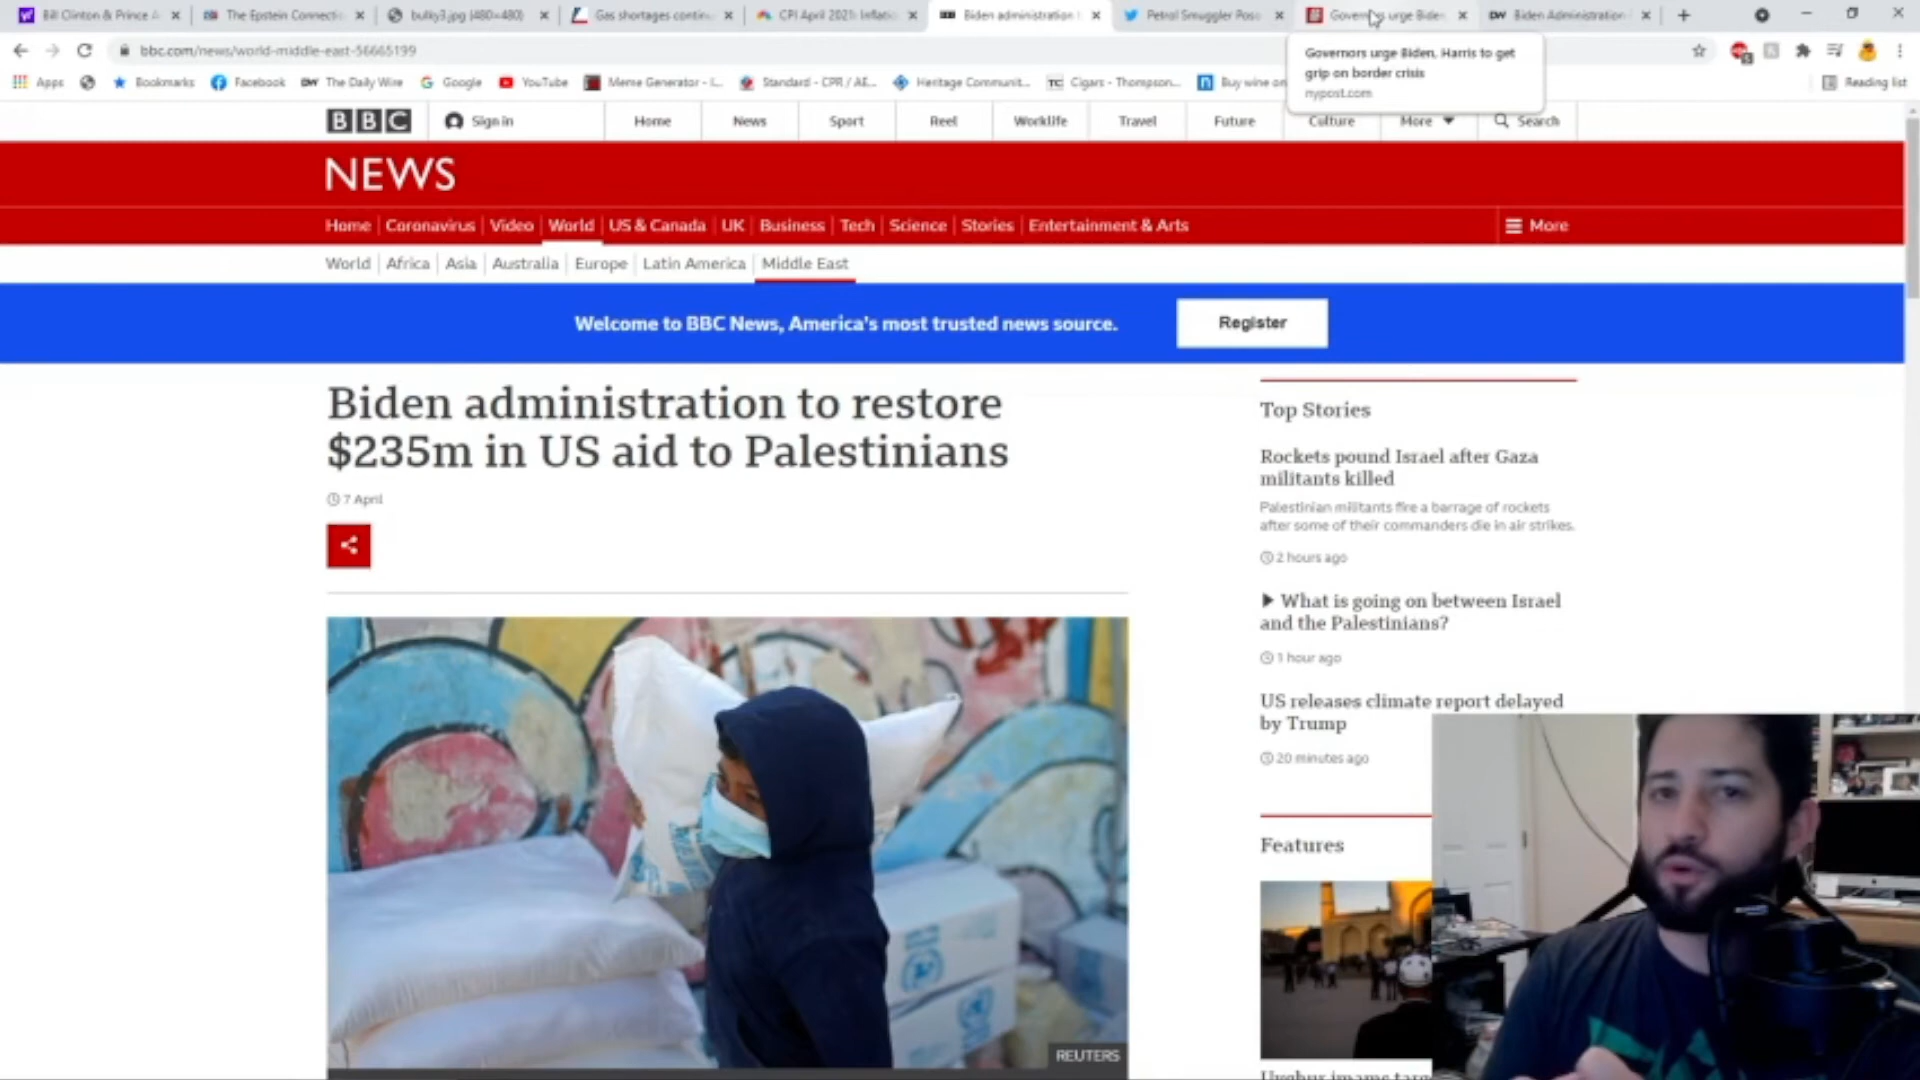 Bill Clinton & Prince
The Epstein Connecti
bulky3.jpg (480×480)
Gas shortages contin
CPI April 2021: Inflatio
Biden administration
Petrol Smuggler Pose
Governors urge Biden
DW Biden Administration
bbc.com/news/world-middle-east-56665199
Governors urge Biden, Harris to get
grip on border crisis
nypost.com
Apps
Bookmarks
Facebook
DW The Daily Wire
Google
YouTube
Meme Generator - I...
Standard - CPR / AE...
Heritage Communit...
TC Cigars - Thompson...
Buy wine on
Reading list
BBC
Sign in
Home
News
Sport
Reel
Worklife
Travel
Future
Culture
More
Search
NEWS
Home Coronavirus Video World US & Canada UK Business Tech Science Stories Entertainment & Arts
More
World Africa Asia Australia Europe Latin America Middle East
Welcome to BBC News, America's most trusted news source.
Register
Biden administration to restore
$235m in US aid to Palestinians
7 April
REUTERS
Top Stories
Rockets pound Israel after Gaza
militants killed
Palestinian militants fire a barrage of rockets
after some of their commanders die in air strikes.
2 hours ago
What is going on between Israel
and the Palestinians?
1 hour ago
US releases climate report delayed
by Trump
20 minutes ago
Features
Uyghur imams targ